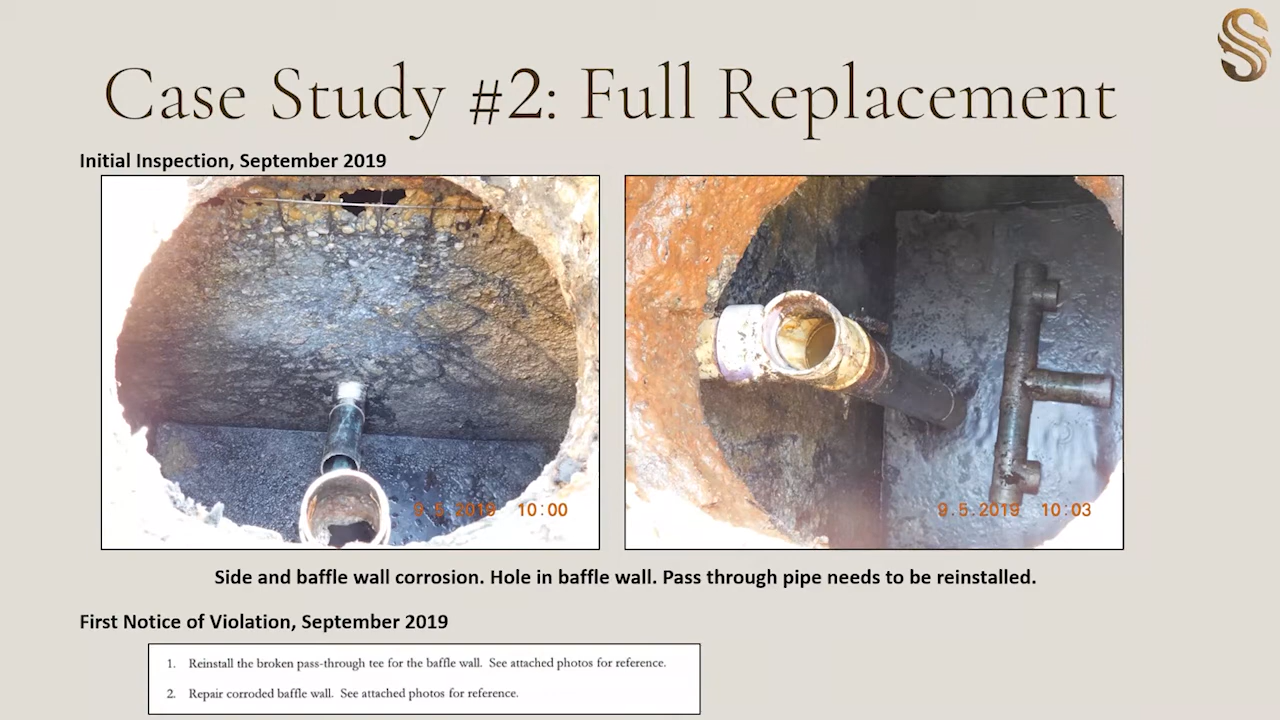 Case Study #2: Full Replacement
Initial Inspection, September 2019
9.5.2019 10:00
9.5.2019 10:03
Side and baffle wall corrosion. Hole in baffle wall. Pass through pipe needs to be reinstalled.
First Notice of Violation, September 2019
1. Reinstall the broken pass-through tee for the baffle wall. See attached photos for reference.
2. Repair corroded baffle wall. See attached photos for reference.